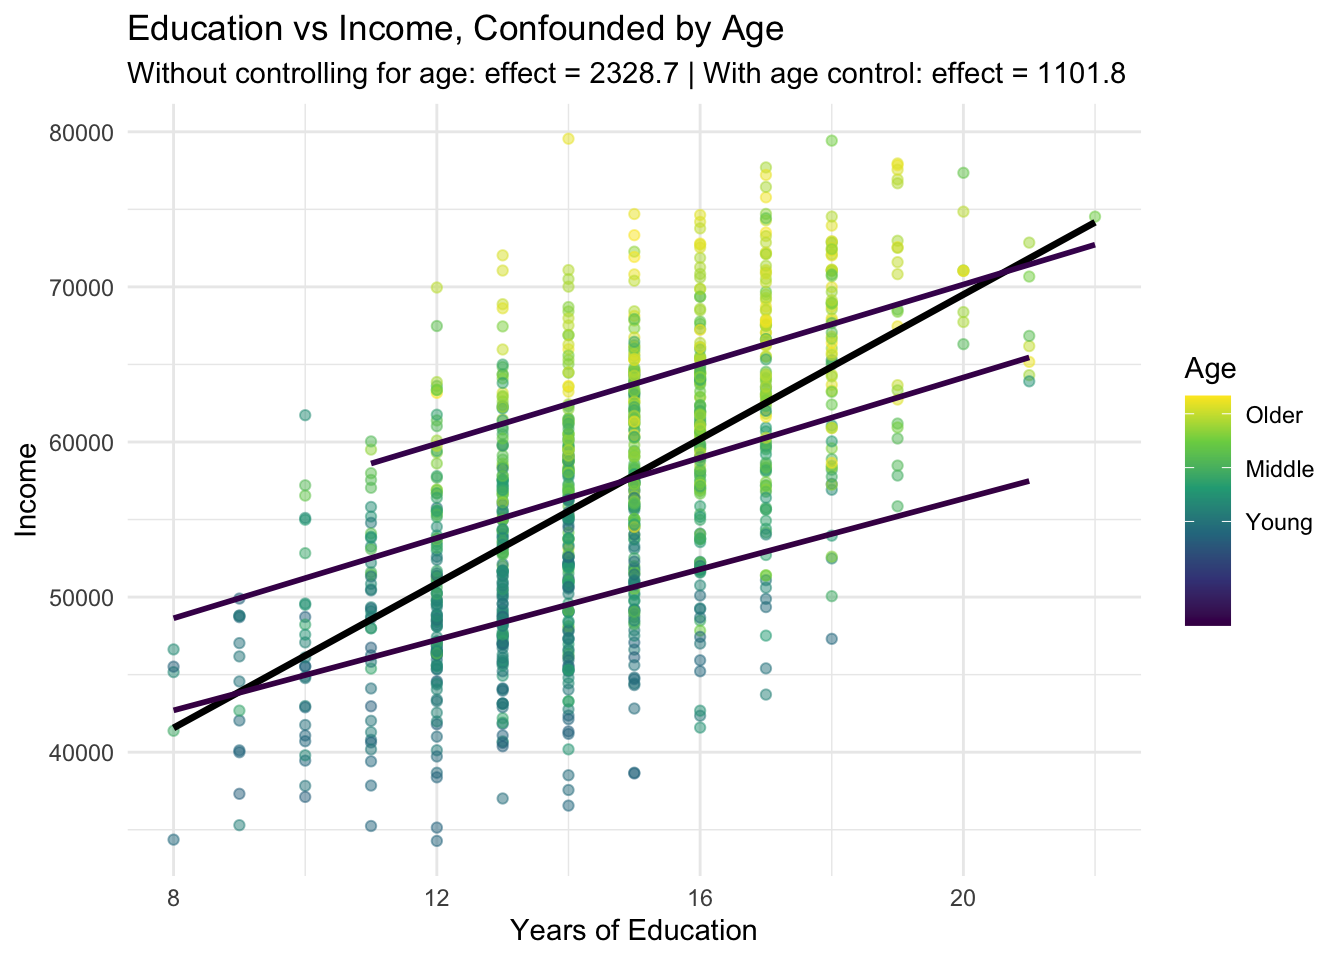 Education vs Income, Confounded by Age
Without controlling for age: effect = 2328.7 | With age control: effect = 1101.8
80000
70000
60000
50000
40000
Income
8
12
16
20
Years of Education
Age
Older
Middle
Young